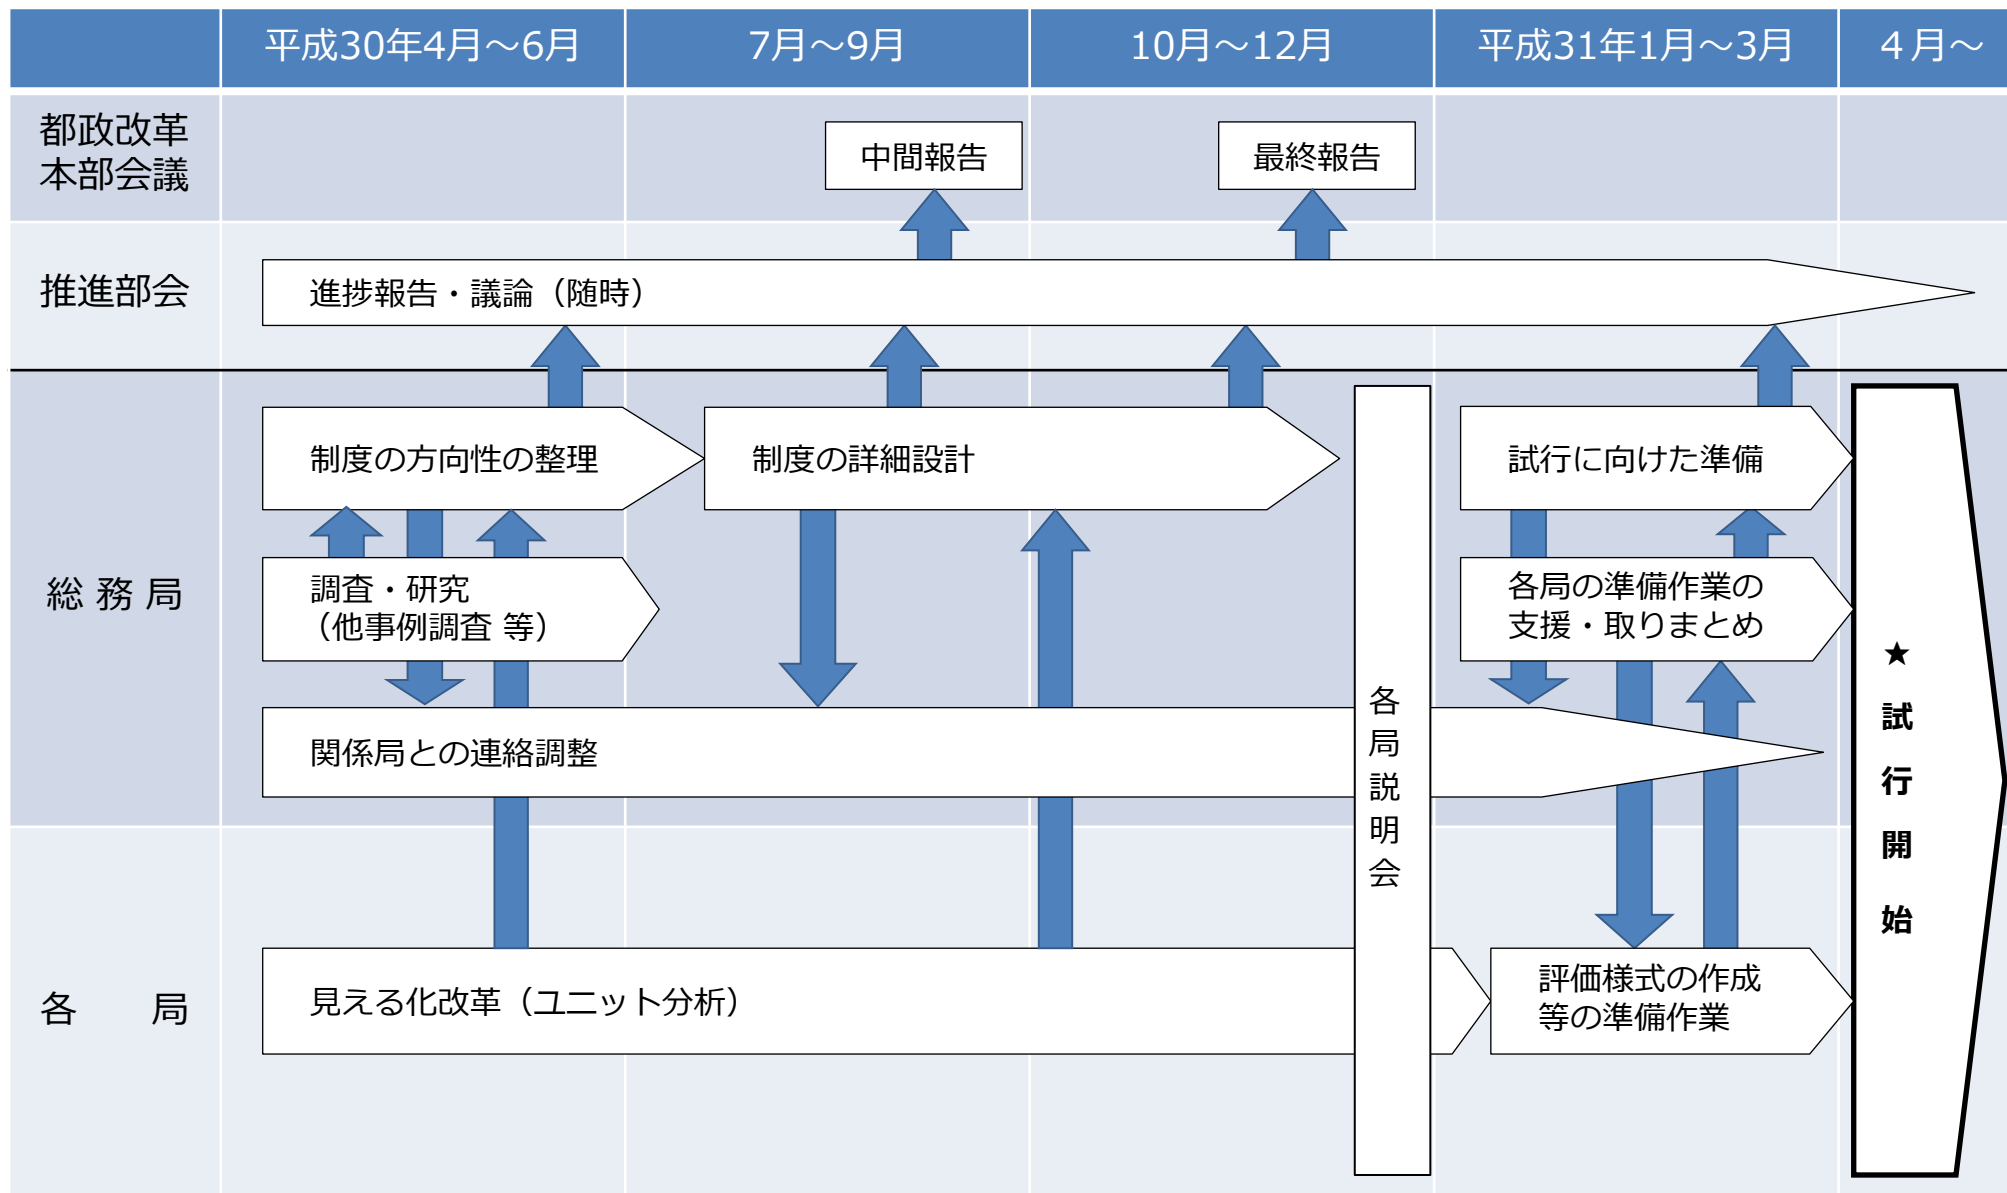 平成30年4月～6月
7月～9月
10月～12月
平成31年1月～3月
４月～
都政改革
本部会議
中間報告
最終報告
推進部会
進捗報告・議論（随時）
総 務 局
制度の方向性の整理
制度の詳細設計
試行に向けた準備
調査・研究
（他事例調査 等）
各局の準備作業の
支援・取りまとめ
関係局との連絡調整
各局説明会
★試行開始
各　　局
見える化改革（ユニット分析）
評価様式の作成
等の準備作業